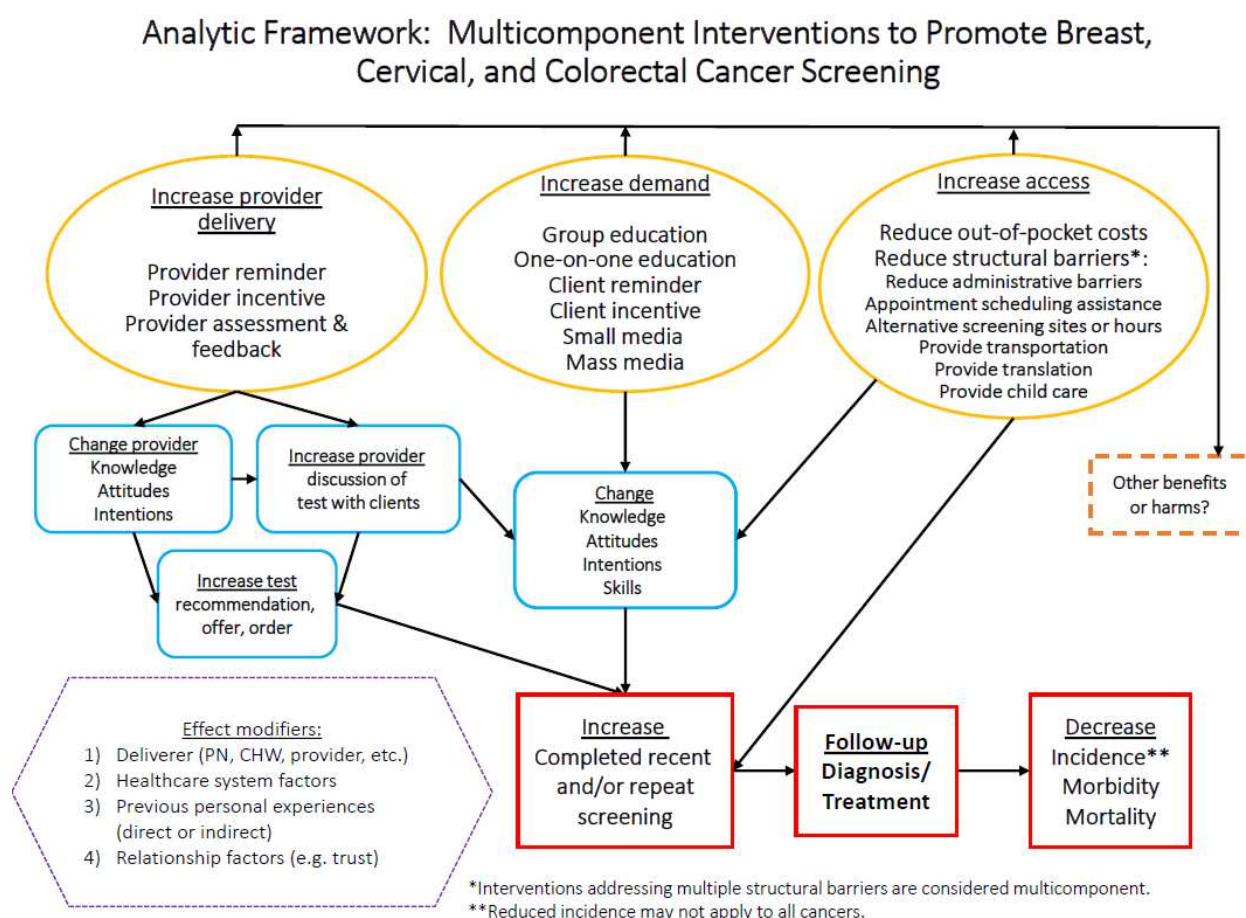 Analytic Framework: Multicomponent Interventions to Promote Breast,
Cervical, and Colorectal Cancer Screening
Increase provider
delivery
Provider reminder
Provider incentive
Provider assessment &
feedback
Increase demand
Group education
One-on-one education
Client reminder
Client incentive
Small media
Mass media
Increase access
Reduce out-of-pocket costs
Reduce structural barriers*:
Reduce administrative barriers
Appointment scheduling assistance
Alternative screening sites or hours
Provide transportation
Provide translation
Provide child care
Change provider
Knowledge
Attitudes
Intentions
Increase provider
discussion of
test with clients
Change
Knowledge
Attitudes
Intentions
Skills
Other benefits
or harms?
Increase test
recommendation,
offer, order
Effect modifiers:
1) Deliverer (PN, CHW, provider, etc.)
2) Healthcare system factors
3) Previous personal experiences
(direct or indirect)
4) Relationship factors (e.g. trust)
Increase
Completed recent
and/or repeat
screening
Follow-up
Diagnosis/
Treatment
Decrease
Incidence**
Morbidity
Mortality
*Interventions addressing multiple structural barriers are considered multicomponent.
**Reduced incidence may not apply to all cancers.